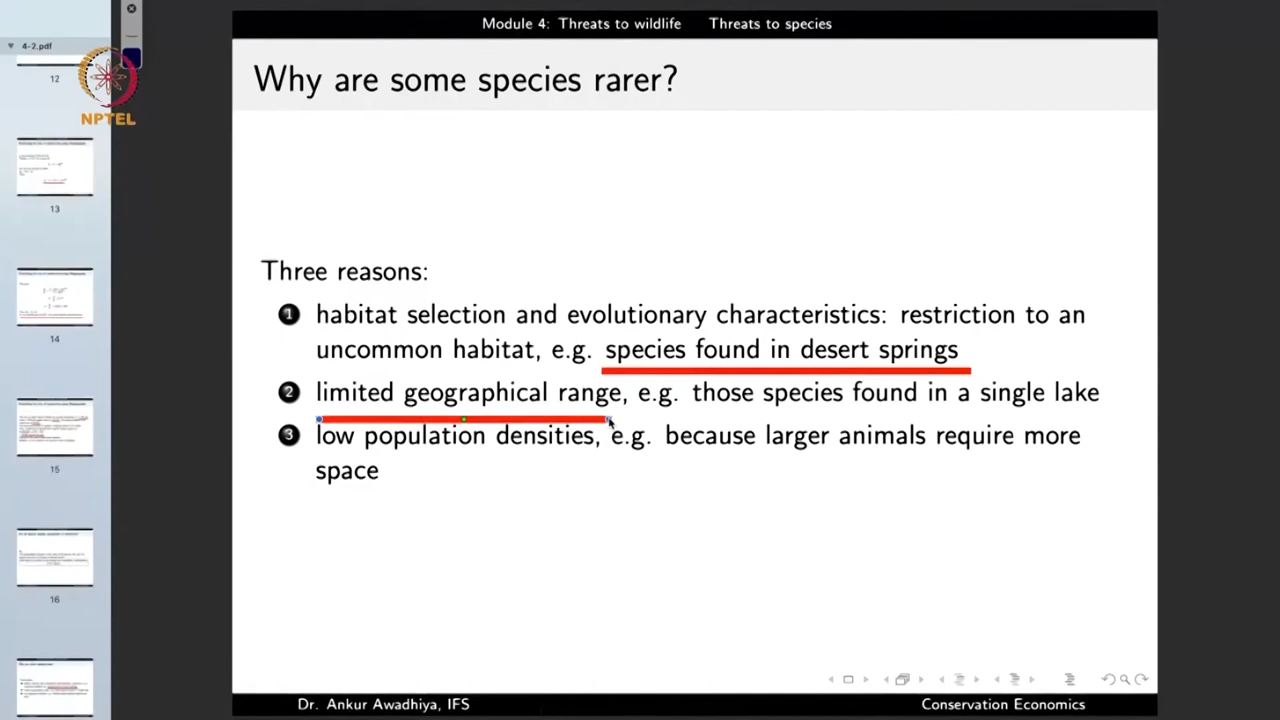 Module 4: Threats to wildlife Threats to species
4-2.pdf
NPTEL
Why are some species rarer?
12
13
14
15
16
Three reasons:
1 habitat selection and evolutionary characteristics: restriction to an
uncommon habitat, e.g. species found in desert springs
2 limited geographical range, e.g. those species found in a single lake
3 low population densities, e.g. because larger animals require more
space
Dr. Ankur Awadhiya, IFS Conservation Economics